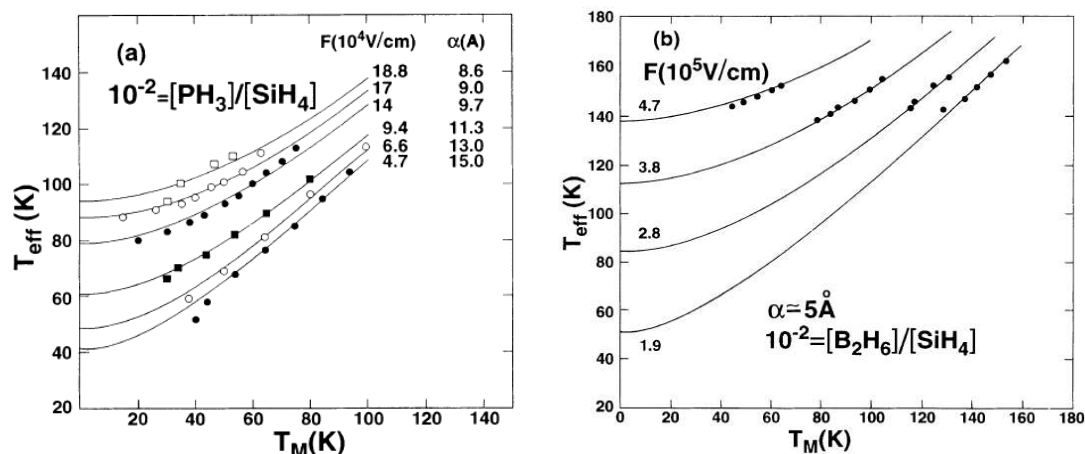 (a)
F(10⁴V/cm) α(A)
10⁻²=[PH₃]/[SiH₄]
18.8 8.6
17 9.0
14 9.7
9.4 11.3
6.6 13.0
4.7 15.0
140
120
100
80
60
40
20
T_eff (K)
20 40 60 80 100 120 140
T_M(K)
(b)
F(10⁵V/cm)
4.7
3.8
2.8
1.9
α≃5Å
10⁻²=[B₂H₆]/[SiH₄]
180
160
140
120
100
80
60
40
20
T_eff (K)
0 20 40 60 80 100 120 140 160 180
T_M(K)